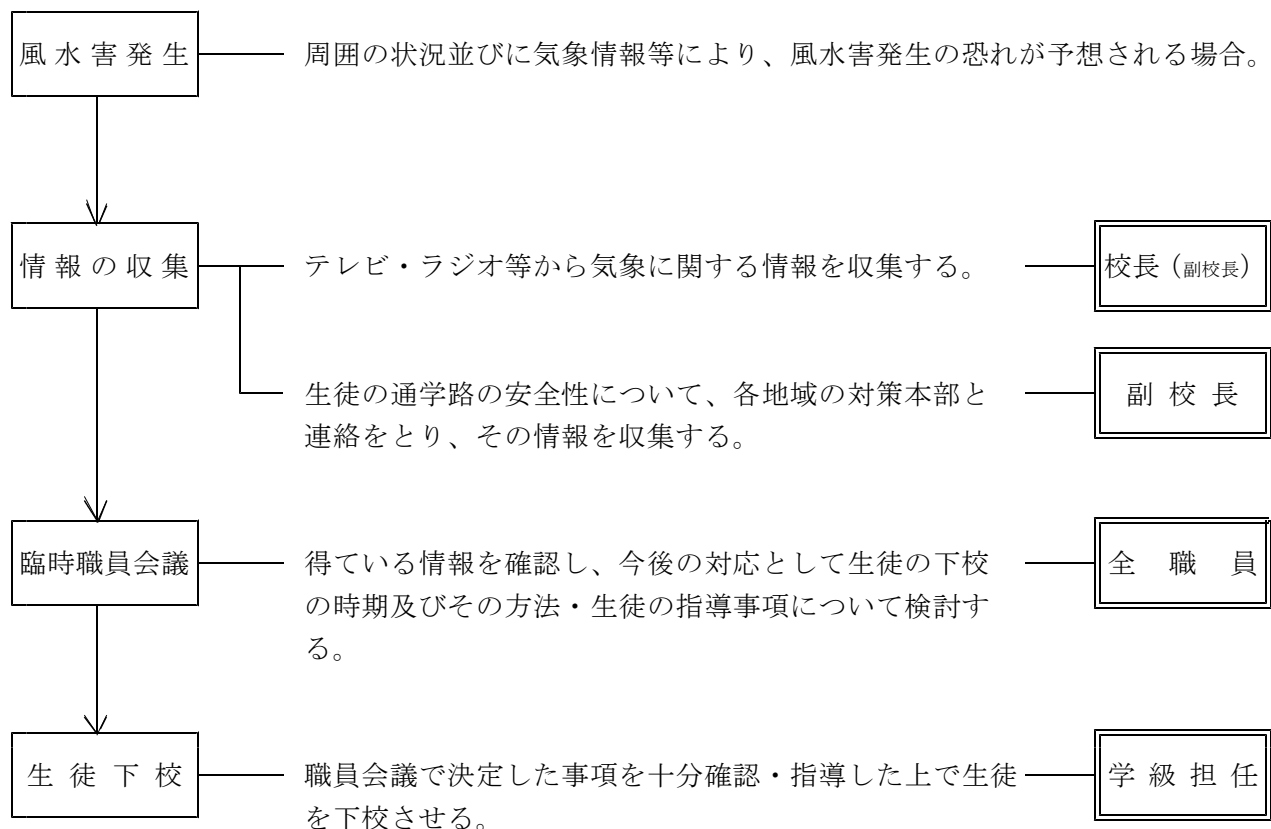 風水害発生 周囲の状況並びに気象情報等により、風水害発生の恐れが予想される場合。
情報の収集 テレビ・ラジオ等から気象に関する情報を収集する。 校長(副校長)
生徒の通学路の安全性について、各地域の対策本部と 副校長
連絡をとり、その情報を収集する。
臨時職員会議 得ている情報を確認し、今後の対応として生徒の下校 全職員
の時期及びその方法・生徒の指導事項について検討す
る。
生徒下校 職員会議で決定した事項を十分確認・指導した上で生徒 学級担任
を下校させる。